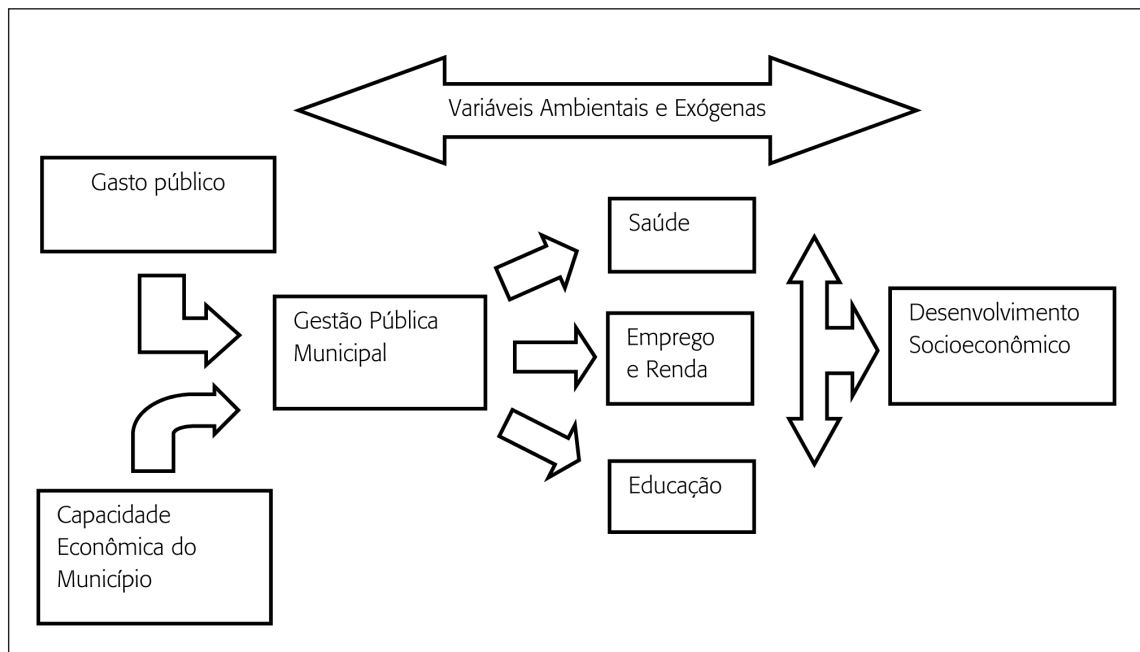 Variáveis Ambientais e Exógenas
Gasto público
Saúde
Gestão Pública
Municipal
Emprego
e Renda
Desenvolvimento
Socioeconômico
Educação
Capacidade
Econômica do
Município